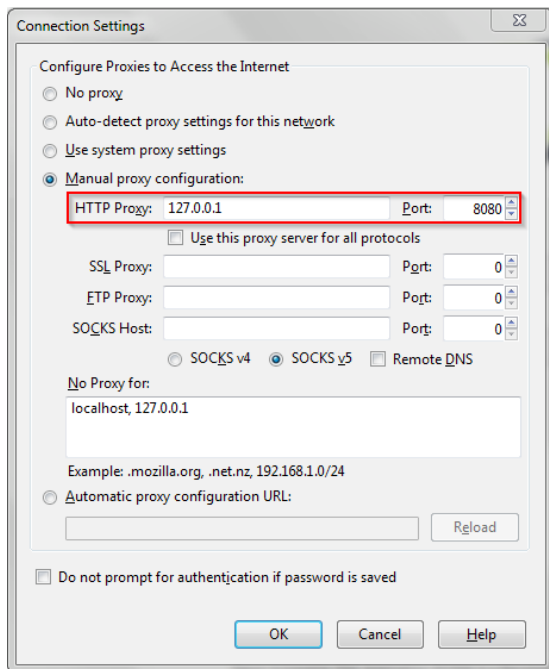 Connection Settings
Configure Proxies to Access the Internet
No proxy
Auto-detect proxy settings for this network
Use system proxy settings
Manual proxy configuration:
HTTP Proxy: 127.0.0.1 Port: 8080
Use this proxy server for all protocols
SSL Proxy: Port: 0
FTP Proxy: Port: 0
SOCKS Host: Port: 0
SOCKS v4 SOCKS v5 Remote DNS
No Proxy for:
localhost, 127.0.0.1
Example: .mozilla.org, .net.nz, 192.168.1.0/24
Automatic proxy configuration URL:
Reload
Do not prompt for authentication if password is saved
OK Cancel Help